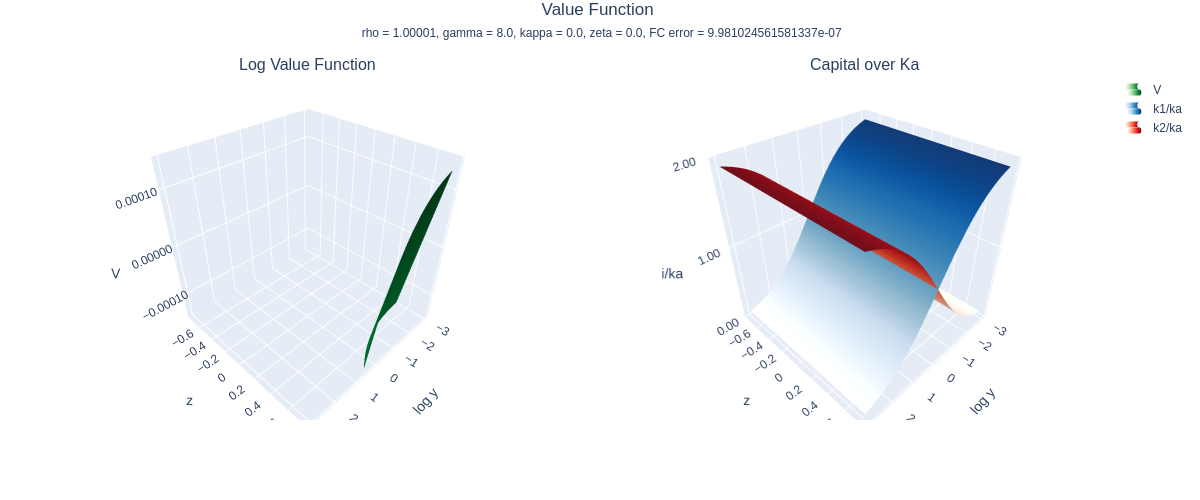 Value Function
rho = 1.00001, gamma = 8.0, kappa = 0.0, zeta = 0.0, FC error = 9.981024561581337e-07
Log Value Function
Capital over Ka
V
k1/ka
k2/ka
0.00010
0.00000
−0.00010
V
−0.6
−0.4
−0.2
0
0.2
0.4
z
−3
−2
−1
0
1
2
log y
2.00
1.00
0.00
i/ka
−0.6
−0.4
−0.2
0
0.2
0.4
z
−3
−2
−1
0
1
2
log y